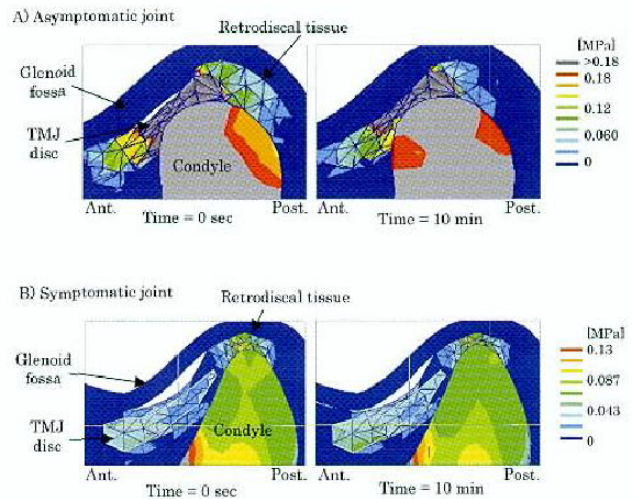 A) Asymptomatic joint
Retrodiscal tissue
Glenoid
fossa
TMJ
disc
Condyle
[MPa]
>0.18
0.18
0.12
0.060
0
Ant.
Time = 0 sec
Post.
Ant.
Time = 10 min
Post.
B) Symptomatic joint
Retrodiscal tissue
Glenoid
fossa
TMJ
disc
Condyle
[MPa]
0.13
0.087
0.043
0
Ant.
Time = 0 sec
Post.
Ant.
Time = 10 min
Post.